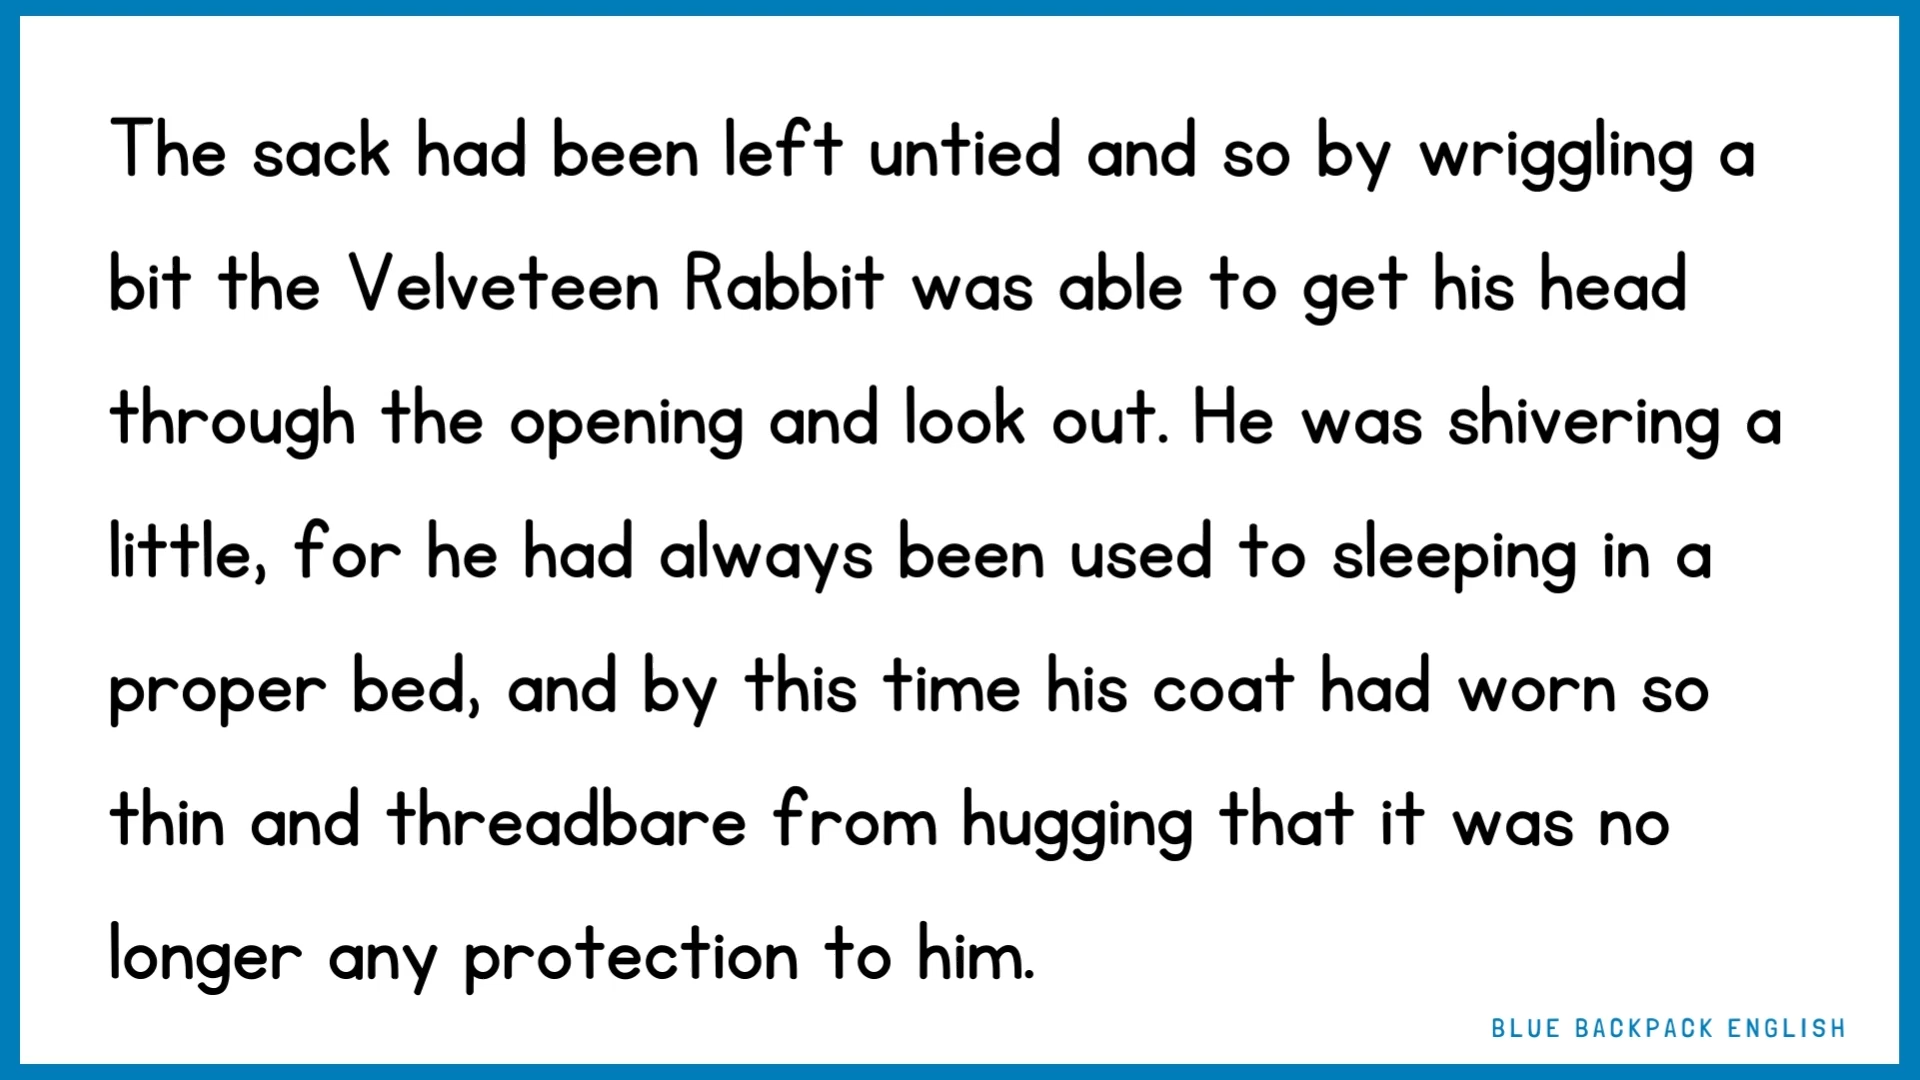 The sack had been left untied and so by wriggling a
bit the Velveteen Rabbit was able to get his head
through the opening and look out. He was shivering a
little, for he had always been used to sleeping in a
proper bed, and by this time his coat had worn so
thin and threadbare from hugging that it was no
longer any protection to him.
BLUE BACKPACK ENGLISH